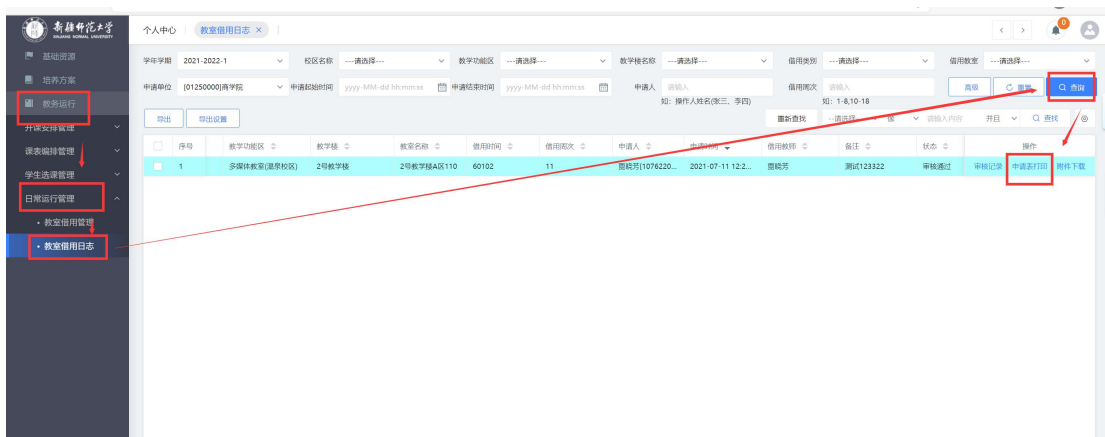 新疆师范大学
XINJIANG NORMAL UNIVERSITY
个人中心
教室借用日志 ×
基础资源
培养方案
教务运行
开课安排管理
课表编排管理
学生选课管理
日常运行管理
• 教室借用管理
• 教室借用日志
学年学期 2021-2022-1 校区名称 ---请选择--- 教学功能区 ---请选择--- 教学楼名称 ---请选择--- 借用类别 ---请选择--- 借用教室 ---请选择---
申请单位 [01250000]商学院 申请起始时间 yyyy-MM-dd hh:mm:ss 申请结束时间 yyyy-MM-dd hh:mm:ss 申请人 请输入 借用周次 请输入 高级 重置 查询
如: 操作人姓名(张三、李四) 如: 1-8,10-18
导出 导出设置 重新查找 --请选择-- 像 请输入内容 并且 查找
序号 教学功能区 教学楼 教室名称 借用时间 借用周次 申请人 申请时间 借用教师 备注 状态 操作
1 多媒体教室(温泉校区) 2号教学楼 2号教学楼A区110 60102 11 贾晓芳[1076220... 2021-07-11 12:2... 贾晓芳 测试123322 审核通过 审核记录 申请表打印 附件下载